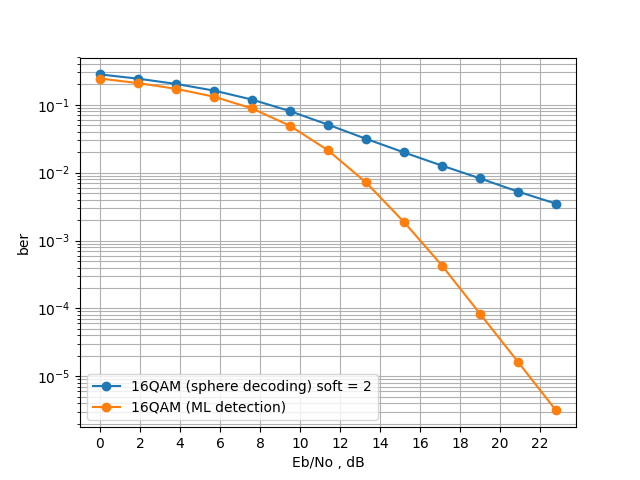 ber
10⁻¹
10⁻²
10⁻³
10⁻⁴
10⁻⁵
16QAM (sphere decoding) soft = 2
16QAM (ML detection)
0 2 4 6 8 10 12 14 16 18 20 22
Eb/No , dB